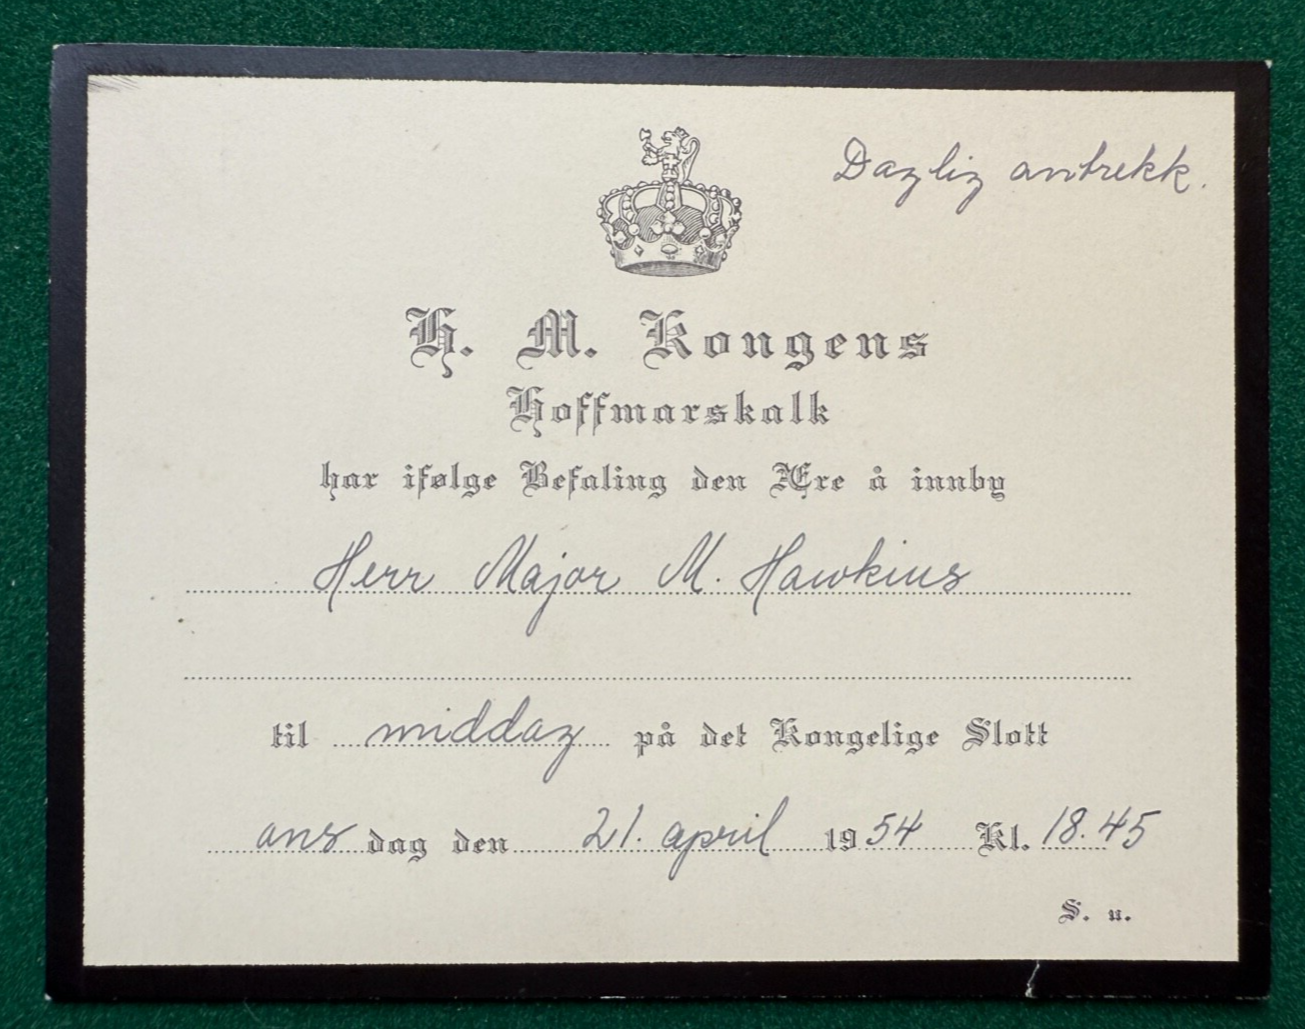 Daglig antrekk.
H. M. Kongens
Hoffmarskalk
har ifølge Befaling den Ære å innby
Herr Major M. Hawkins
til middag på det Kongelige Slott
ons dag den 21. april 1954 Kl. 18.45
S. u.